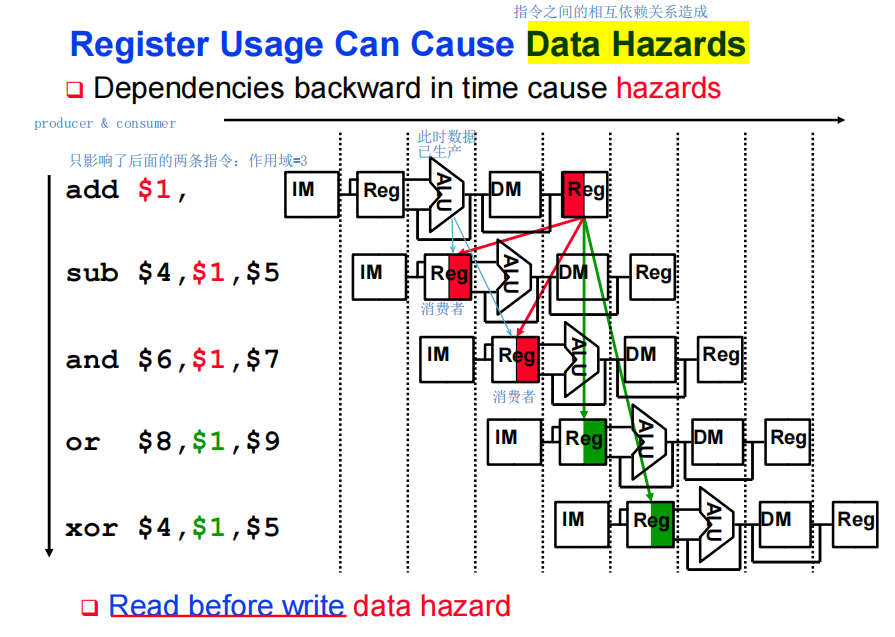 指令之间的相互依赖关系造成
Register Usage Can Cause Data Hazards
❑ Dependencies backward in time cause hazards
producer & consumer
此时数据
已生产
只影响了后面的两条指令：作用域=3
add $1,
IM Reg ALU DM Reg
sub $4,$1,$5
IM Reg ALU DM Reg
消费者
and $6,$1,$7
IM Reg ALU DM Reg
消费者
or $8,$1,$9
IM Reg ALU DM Reg
xor $4,$1,$5
IM Reg ALU DM Reg
❑ Read before write data hazard